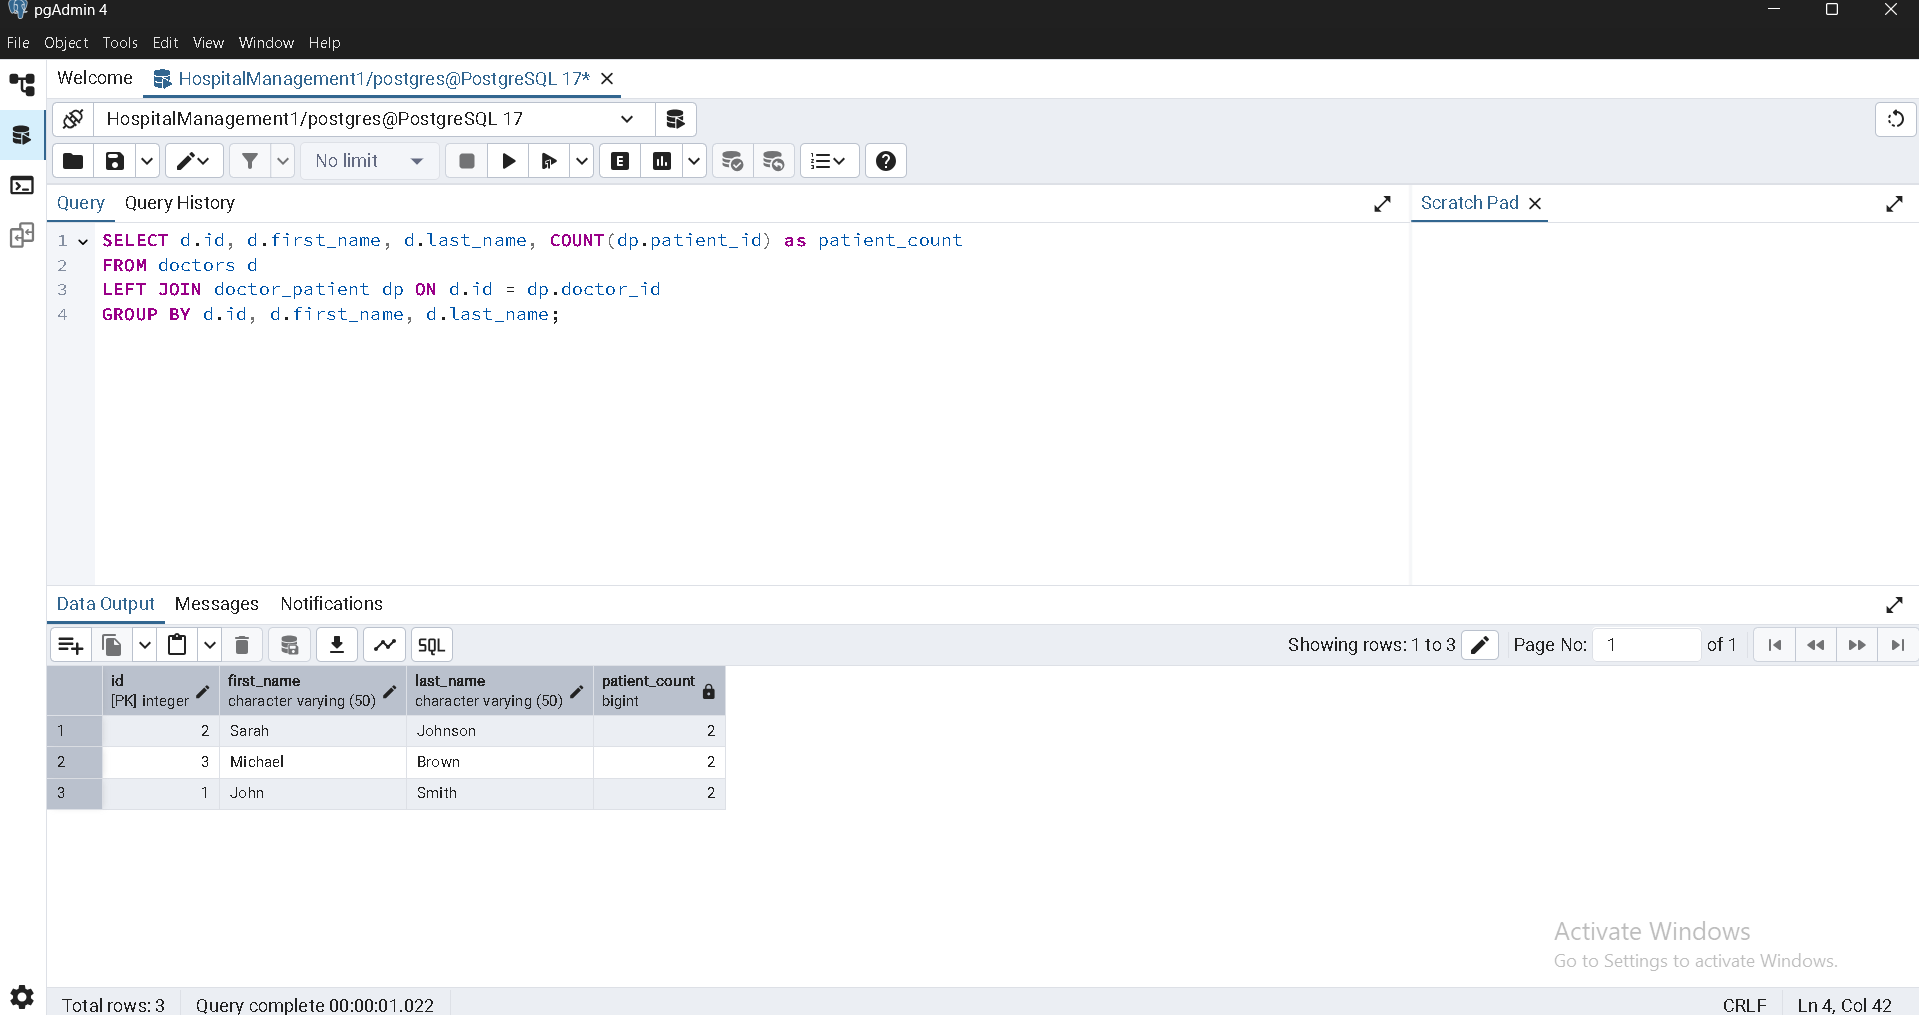 pgAdmin 4
File Object Tools Edit View Window Help
Welcome HospitalManagement1/postgres@PostgreSQL 17*
HospitalManagement1/postgres@PostgreSQL 17
No limit E
Query Query History Scratch Pad
1 SELECT d.id, d.first_name, d.last_name, COUNT(dp.patient_id) as patient_count
2 FROM doctors d
3 LEFT JOIN doctor_patient dp ON d.id = dp.doctor_id
4 GROUP BY d.id, d.first_name, d.last_name;
Data Output Messages Notifications
SQL Showing rows: 1 to 3 Page No: 1 of 1
id first_name last_name patient_count
[PK] integer character varying (50) character varying (50) bigint
1 2 Sarah Johnson 2
2 3 Michael Brown 2
3 1 John Smith 2
Activate Windows
Go to Settings to activate Windows.
Total rows: 3 Query complete 00:00:01.022 CRLF Ln 4, Col 42